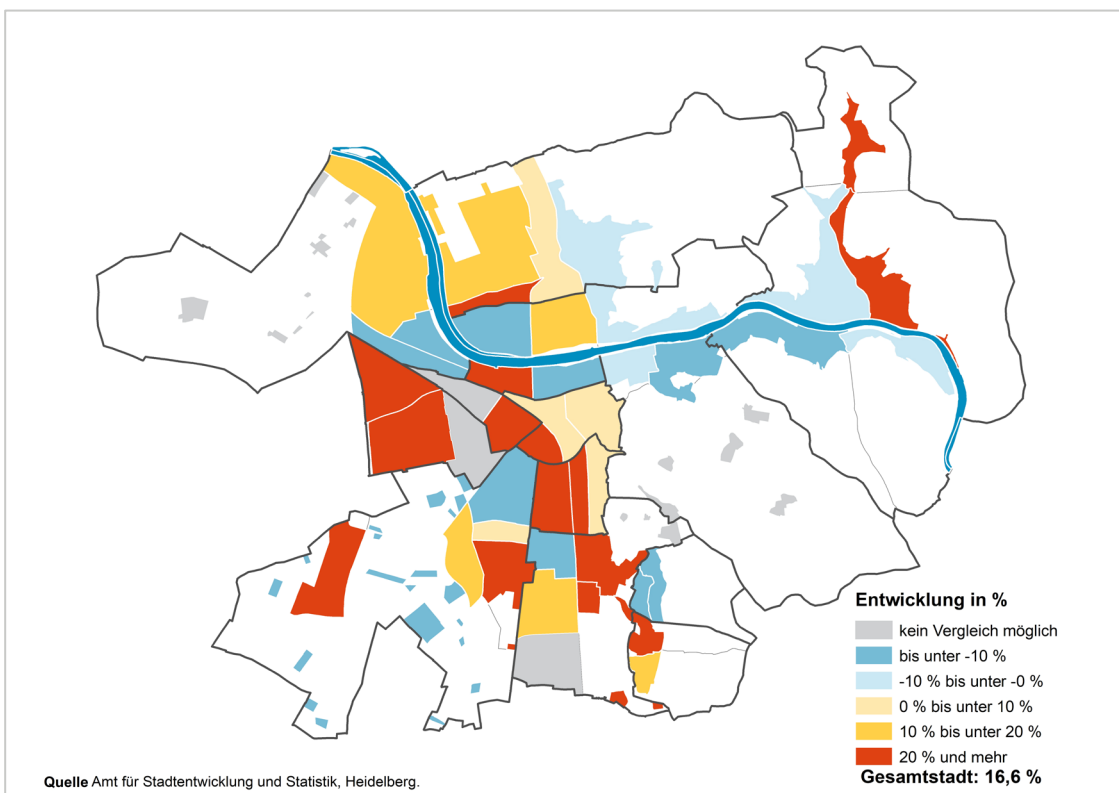 Entwicklung in %
kein Vergleich möglich
bis unter -10 %
-10 % bis unter -0 %
0 % bis unter 10 %
10 % bis unter 20 %
20 % und mehr
Gesamtstadt: 16,6 %
Quelle Amt für Stadtentwicklung und Statistik, Heidelberg.